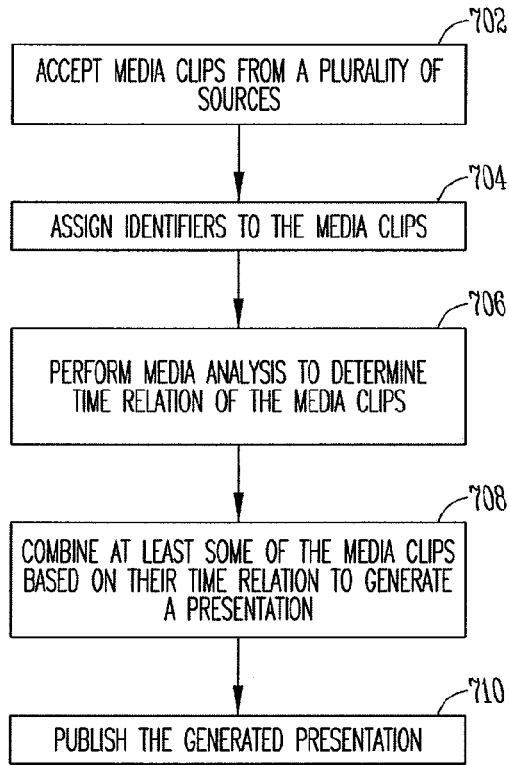 702
ACCEPT MEDIA CLIPS FROM A PLURALITY OF
SOURCES
704
ASSIGN IDENTIFIERS TO THE MEDIA CLIPS
706
PERFORM MEDIA ANALYSIS TO DETERMINE
TIME RELATION OF THE MEDIA CLIPS
708
COMBINE AT LEAST SOME OF THE MEDIA CLIPS
BASED ON THEIR TIME RELATION TO GENERATE
A PRESENTATION
710
PUBLISH THE GENERATED PRESENTATION